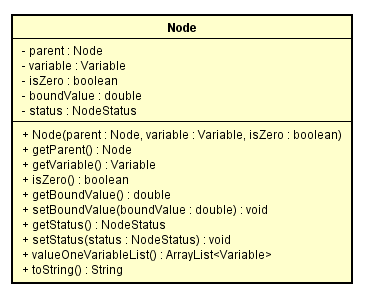 Node
- parent : Node
- variable : Variable
- isZero : boolean
- boundValue : double
- status : NodeStatus
+ Node(parent : Node, variable : Variable, isZero : boolean)
+ getParent() : Node
+ getVariable() : Variable
+ isZero() : boolean
+ getBoundValue() : double
+ setBoundValue(boundValue : double) : void
+ getStatus() : NodeStatus
+ setStatus(status : NodeStatus) : void
+ valueOneVariableList() : ArrayList<Variable>
+ toString() : String